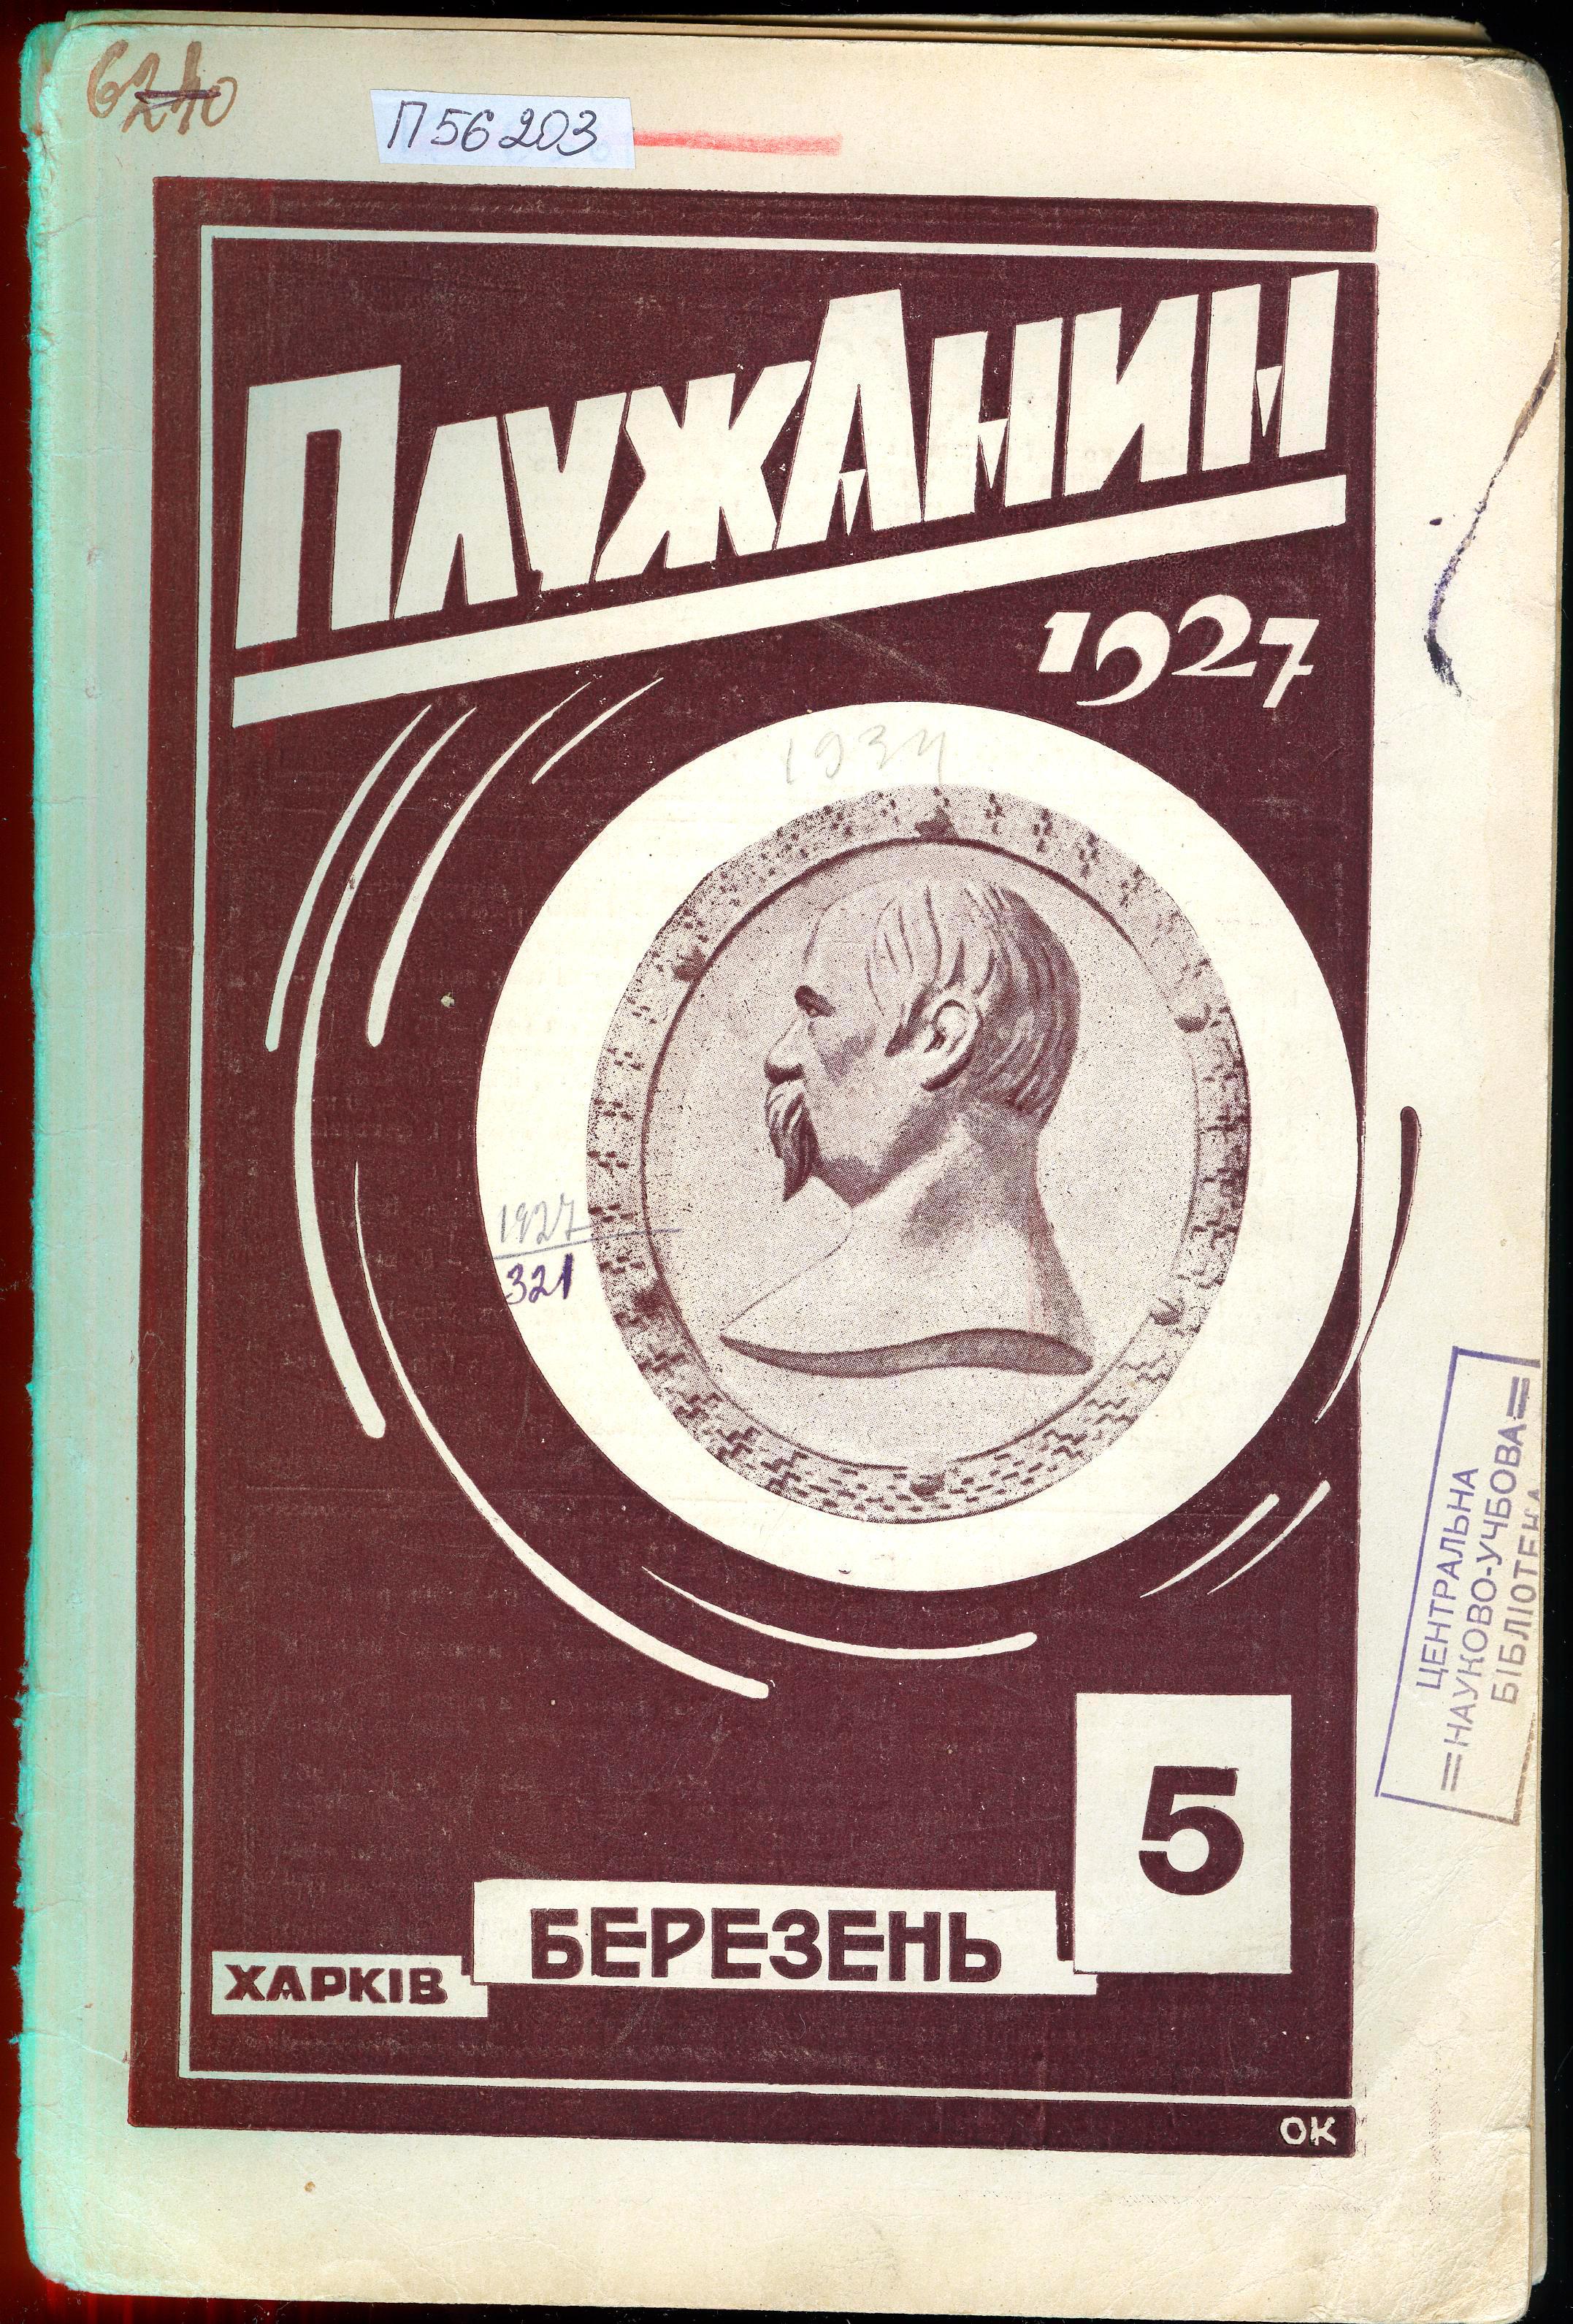 6210
П56203
ПЛУЖАНИН
1927
1934
1927
321
ЦЕНТРАЛЬНА
=НАУКОВО-УЧБОВА=
БІБЛІОТЕКА
5
БЕРЕЗЕНЬ
ХАРКІВ
ОК